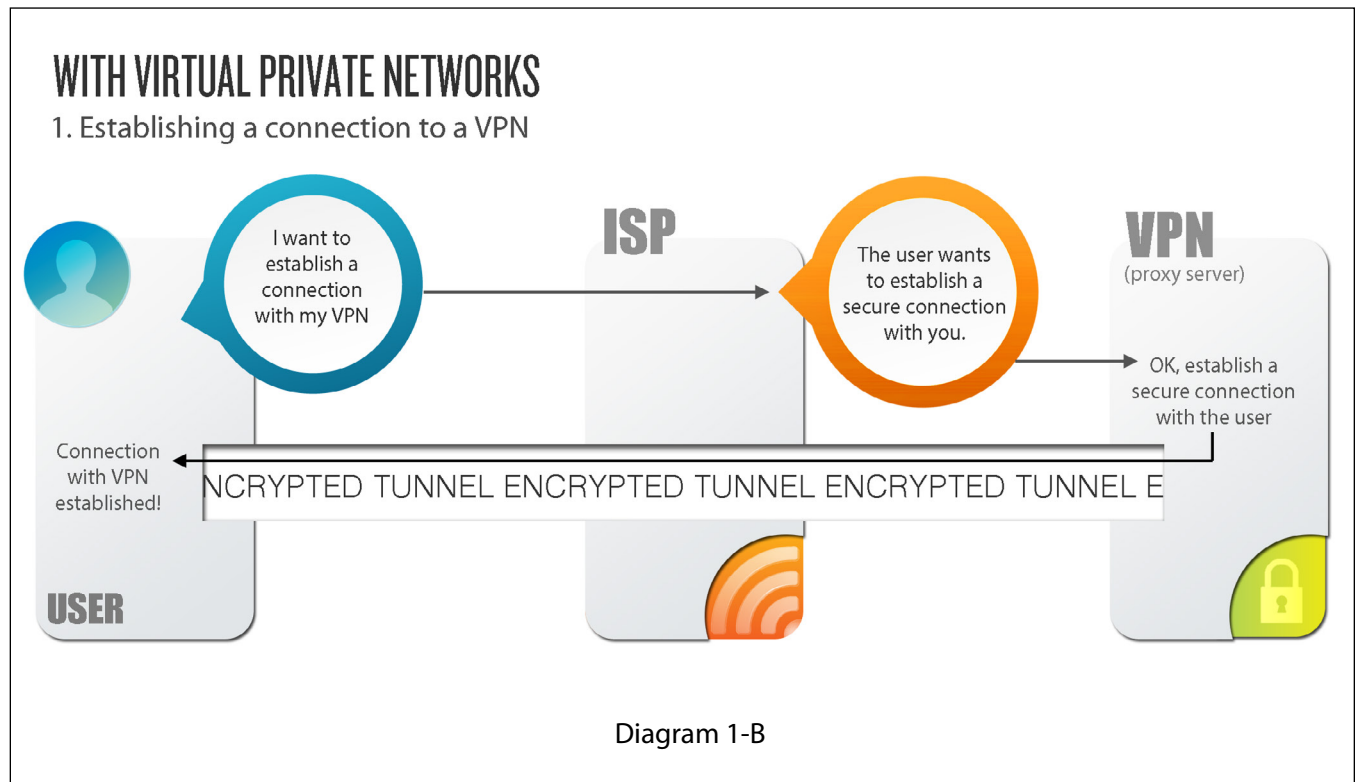 WITH VIRTUAL PRIVATE NETWORKS
1. Establishing a connection to a VPN
I want to
establish a
connection
with my VPN
ISP
The user wants
to establish a
secure connection
with you.
VPN
(proxy server)
OK, establish a
secure connection
with the user
Connection
with VPN
established!
NCRYPTED TUNNEL ENCRYPTED TUNNEL ENCRYPTED TUNNEL E
USER
Diagram 1-B